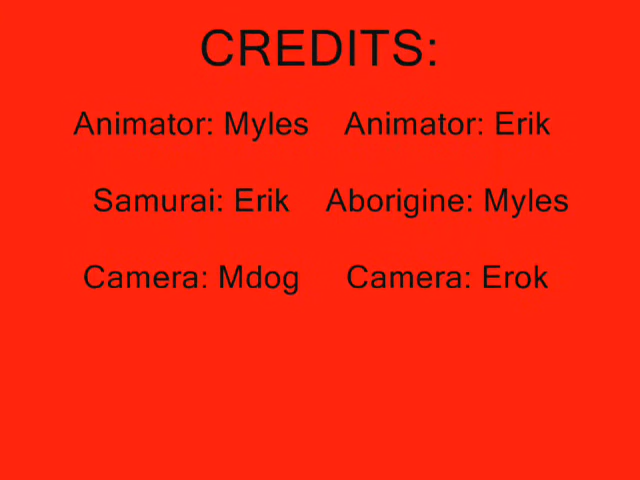 CREDITS:
Animator: Myles Animator: Erik
Samurai: Erik Aborigine: Myles
Camera: Mdog Camera: Erok